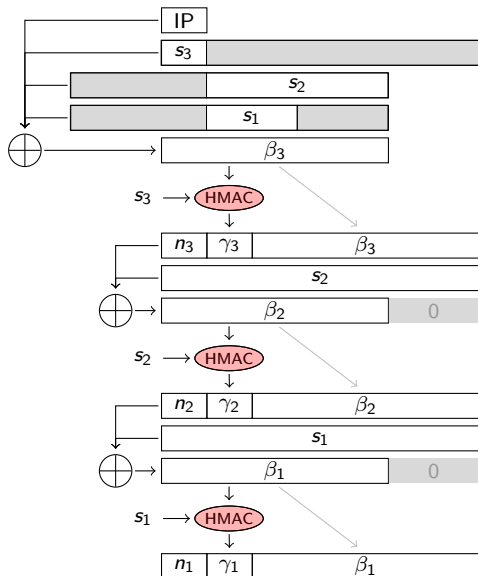 IP
s₃
s₂
s₁
β₃
s₃ HMAC
n₃ γ₃ β₃
s₂
β₂ 0
s₂ HMAC
n₂ γ₂ β₂
s₁
β₁ 0
s₁ HMAC
n₁ γ₁ β₁